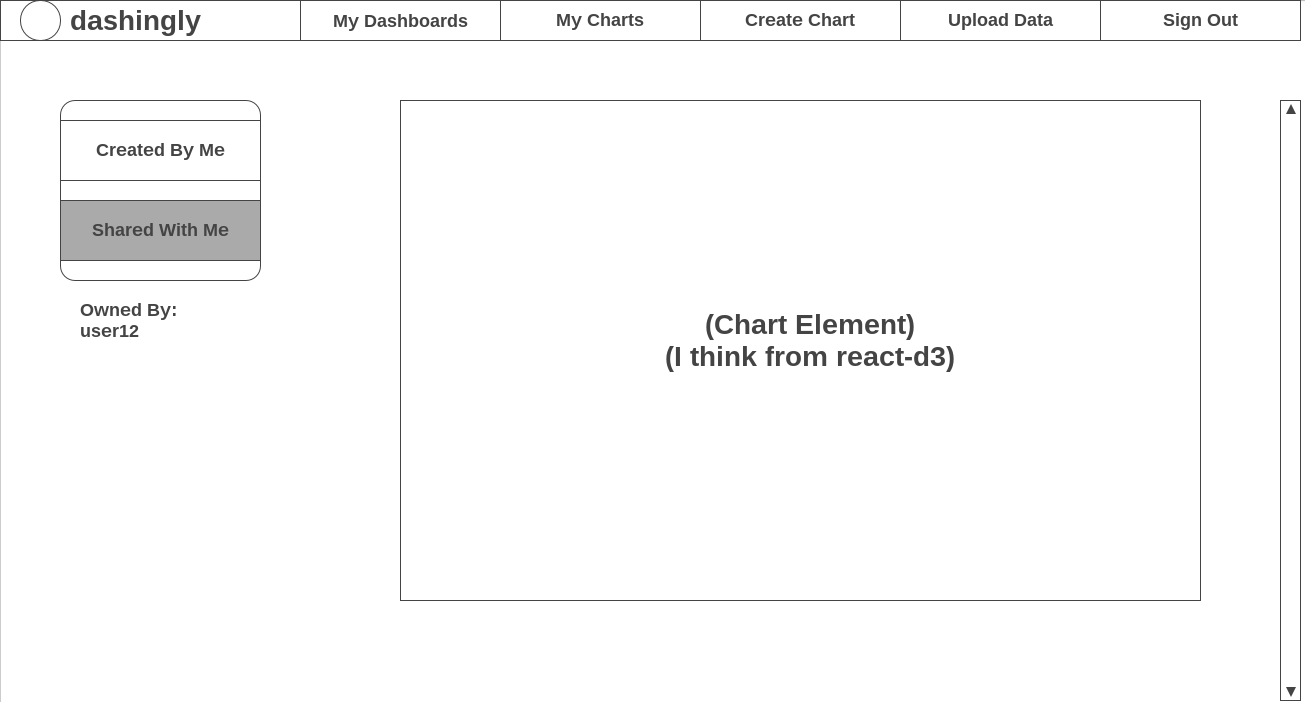 dashingly
My Dashboards
My Charts
Create Chart
Upload Data
Sign Out
Created By Me
Shared With Me
Owned By:
user12
(Chart Element)
(I think from react-d3)